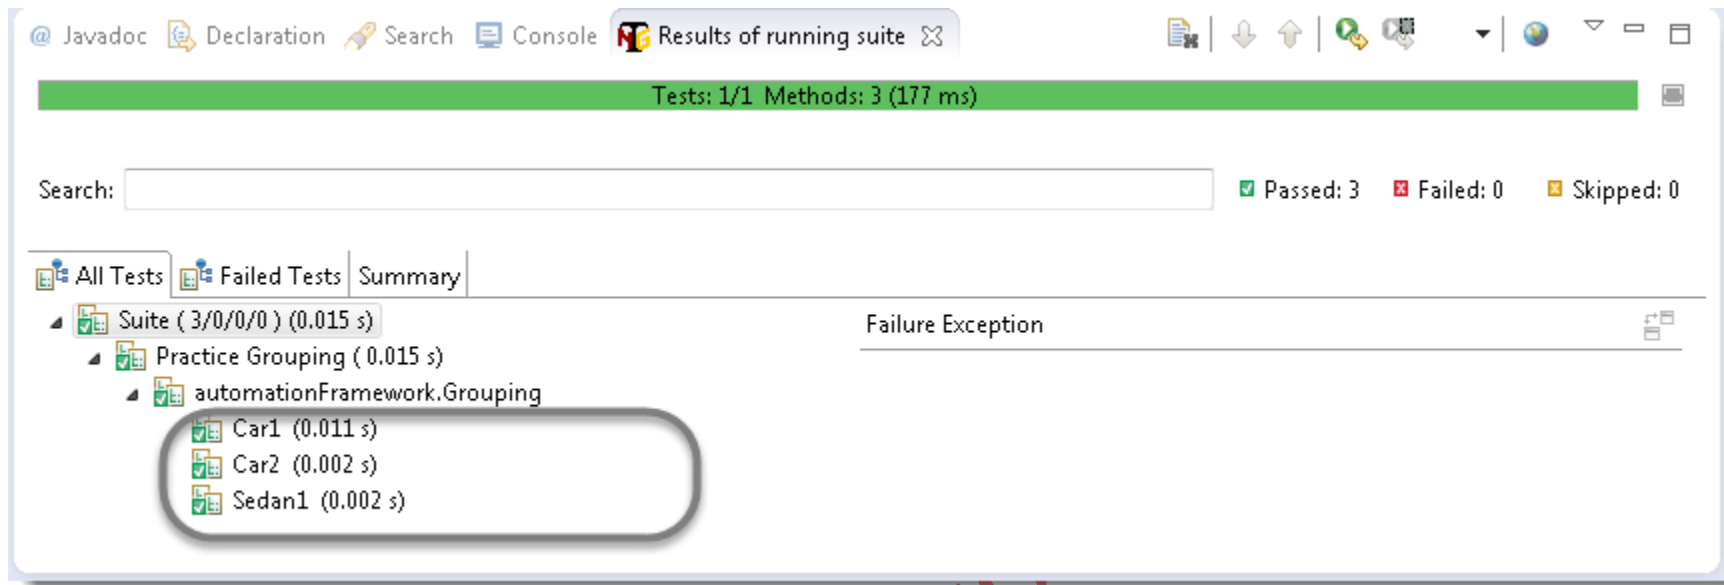 @ Javadoc Declaration Search Console Results of running suite
Tests: 1/1 Methods: 3 (177 ms)
Search: Passed: 3 Failed: 0 Skipped: 0
All Tests Failed Tests Summary
Suite ( 3/0/0/0 ) (0.015 s) Failure Exception
Practice Grouping ( 0.015 s)
automationFramework.Grouping
Car1 (0.011 s)
Car2 (0.002 s)
Sedan1 (0.002 s)